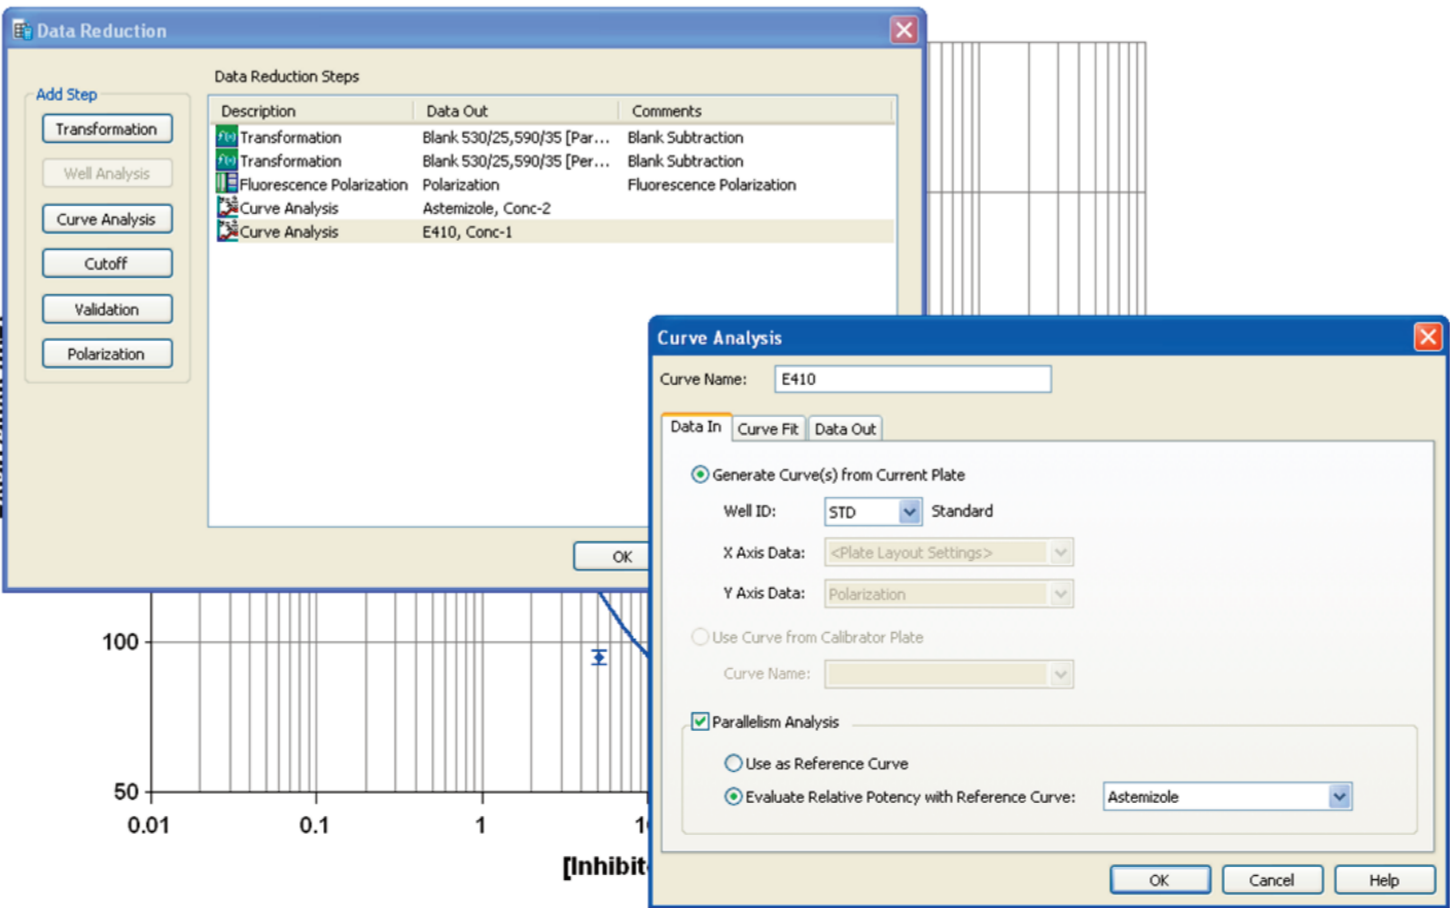 Data Reduction
Add Step
Transformation
Well Analysis
Curve Analysis
Cutoff
Validation
Polarization
Data Reduction Steps
Description Data Out Comments
Transformation Blank 530/25,590/35 [Par... Blank Subtraction
Transformation Blank 530/25,590/35 [Per... Blank Subtraction
Fluorescence Polarization Polarization Fluorescence Polarization
Curve Analysis Astemizole, Conc-2
Curve Analysis E410, Conc-1
OK
Curve Analysis
Curve Name: E410
Data In Curve Fit Data Out
Generate Curve(s) from Current Plate
Well ID: STD Standard
X Axis Data: <Plate Layout Settings>
Y Axis Data: Polarization
Use Curve from Calibrator Plate
Curve Name:
Parallelism Analysis
Use as Reference Curve
Evaluate Relative Potency with Reference Curve: Astemizole
OK Cancel Help
100
50
0.01 0.1 1
[Inhibit